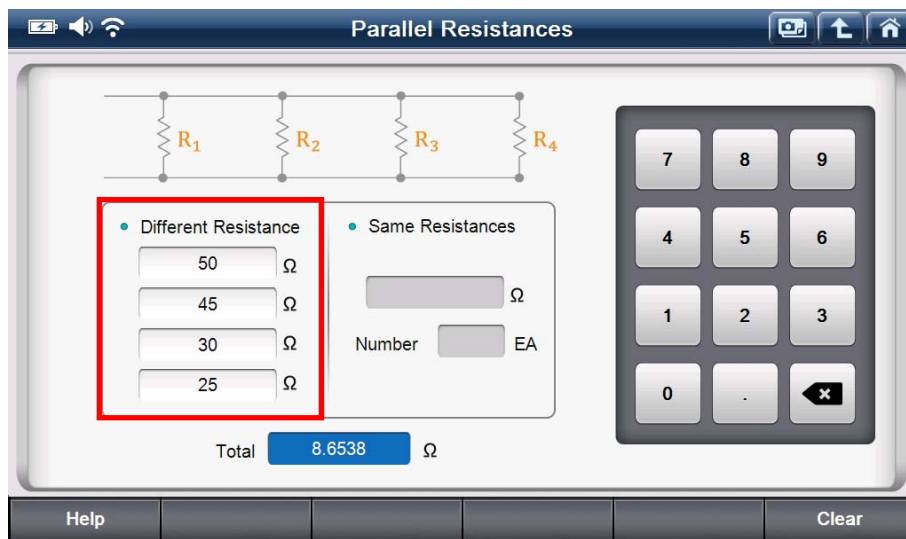 Parallel Resistances
R1 R2 R3 R4
Different Resistance
50 Ω
45 Ω
30 Ω
25 Ω
Same Resistances
Ω
Number EA
Total 8.6538 Ω
7 8 9
4 5 6
1 2 3
0 .
Help Clear